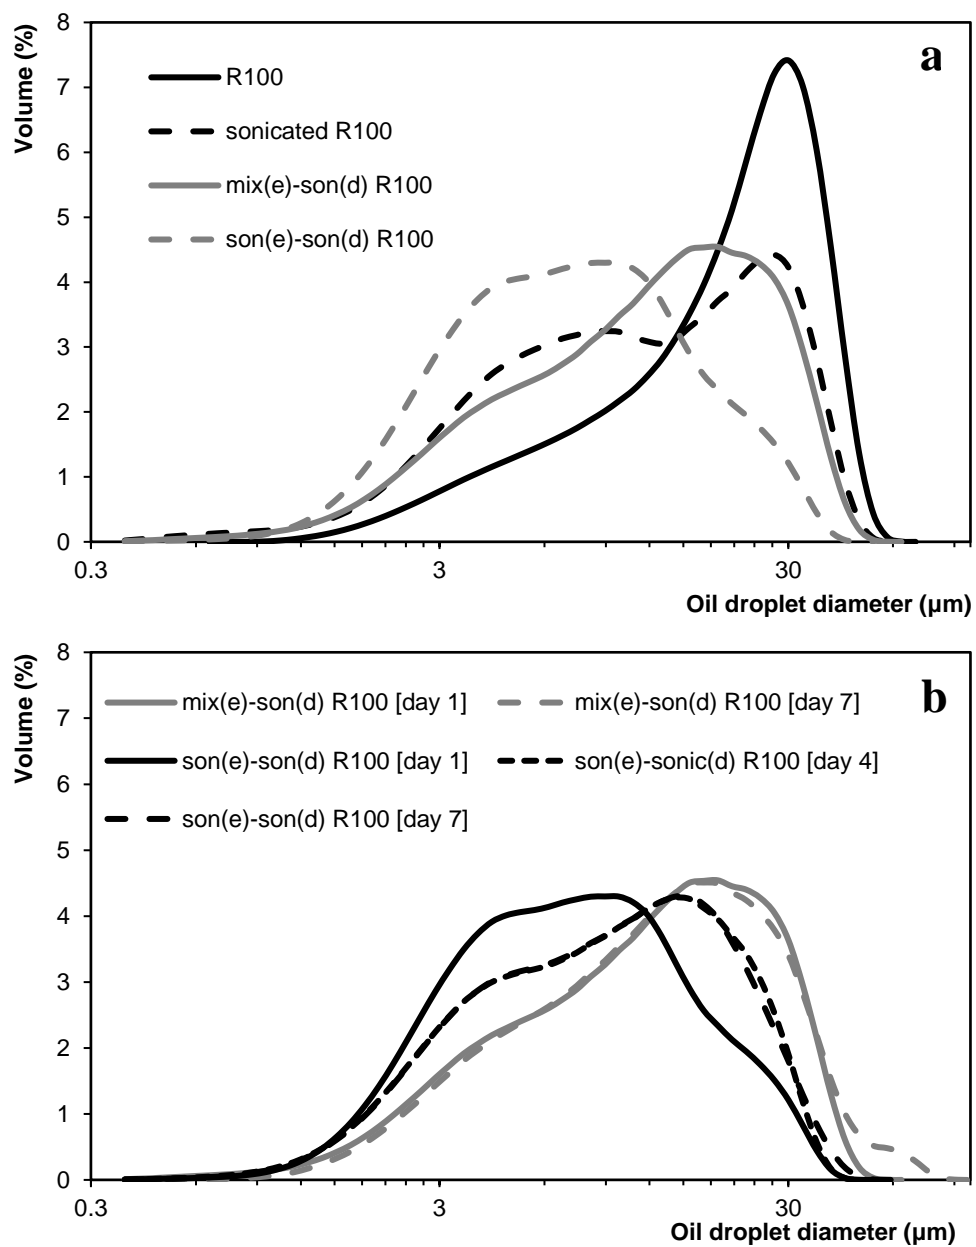 Volume (%)
8
7
6
5
4
3
2
1
0
a
R100
sonicated R100
mix(e)-son(d) R100
son(e)-son(d) R100
0.3 3 30
Oil droplet diameter (µm)
Volume (%)
8
7
6
5
4
3
2
1
0
b
mix(e)-son(d) R100 [day 1] mix(e)-son(d) R100 [day 7]
son(e)-son(d) R100 [day 1] son(e)-sonic(d) R100 [day 4]
son(e)-son(d) R100 [day 7]
0.3 3 30
Oil droplet diameter (µm)